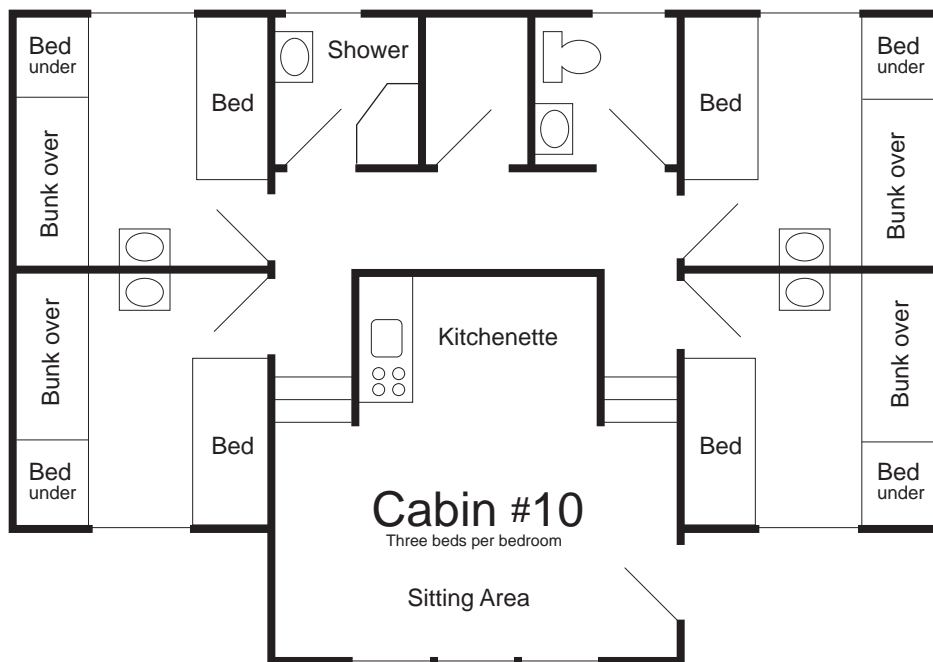 Bed
under
Bunk over
Bed
Shower
Bed
Bed
under
Bunk over
Kitchenette
Bunk over
Bed
under
Bed
Cabin #10
Three beds per bedroom
Sitting Area
Bed
Bunk over
Bed
under